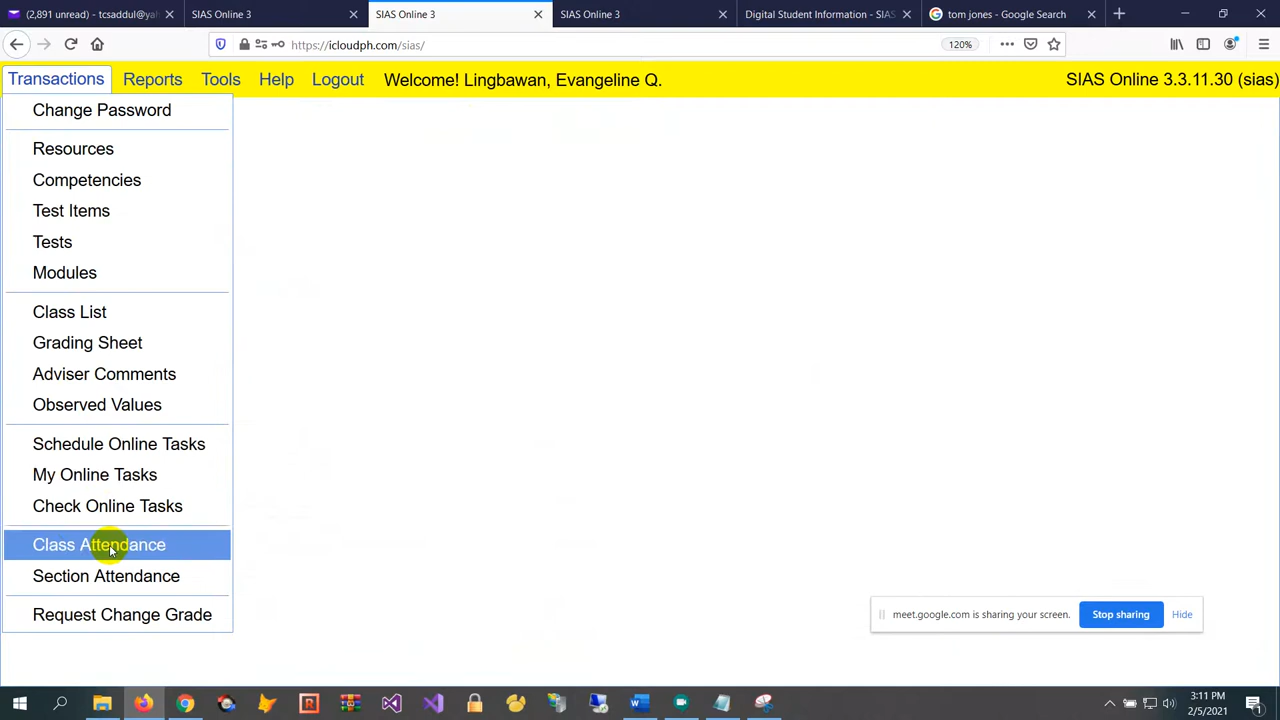 (2,891 unread) - tcsaddul@yah
SIAS Online 3
SIAS Online 3
SIAS Online 3
Digital Student Information - SIAS
tom jones - Google Search
https://icloudph.com/sias/
120%
Transactions Reports Tools Help Logout Welcome! Lingbawan, Evangeline Q. SIAS Online 3.3.11.30 (sias)
Change Password
Resources
Competencies
Test Items
Tests
Modules
Class List
Grading Sheet
Adviser Comments
Observed Values
Schedule Online Tasks
My Online Tasks
Check Online Tasks
Class Attendance
Section Attendance
Request Change Grade
meet.google.com is sharing your screen. Stop sharing Hide
3:11 PM
2/5/2021